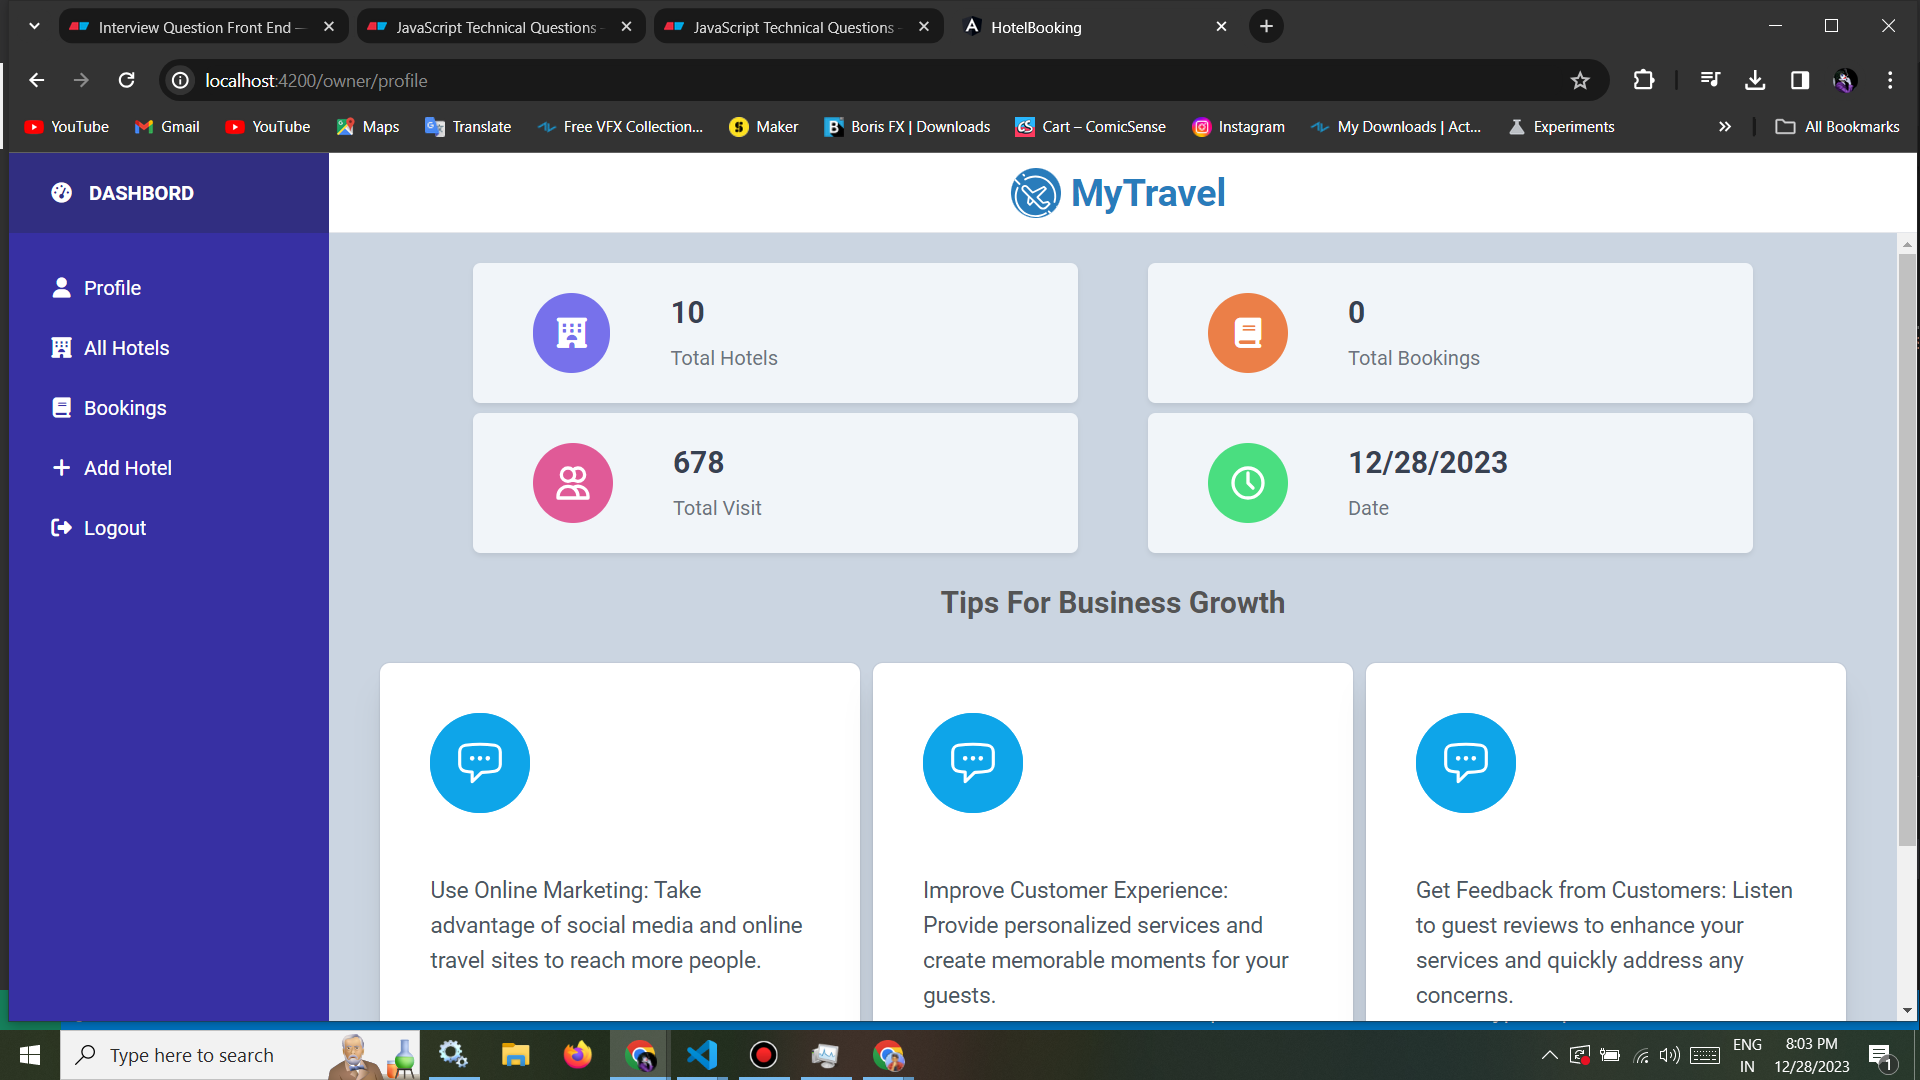 Interview Question Front End —
JavaScript Technical Questions -
JavaScript Technical Questions -
HotelBooking
localhost:4200/owner/profile
YouTube
Gmail
YouTube
Maps
Translate
Free VFX Collection...
Maker
Boris FX | Downloads
Cart – ComicSense
Instagram
My Downloads | Act...
Experiments
All Bookmarks
DASHBORD
MyTravel
Profile
All Hotels
Bookings
Add Hotel
Logout
10
Total Hotels
0
Total Bookings
678
Total Visit
12/28/2023
Date
Tips For Business Growth
Use Online Marketing: Take
advantage of social media and online
travel sites to reach more people.
Improve Customer Experience:
Provide personalized services and
create memorable moments for your
guests.
Get Feedback from Customers: Listen
to guest reviews to enhance your
services and quickly address any
concerns.
Type here to search
ENG
IN
8:03 PM
12/28/2023
1